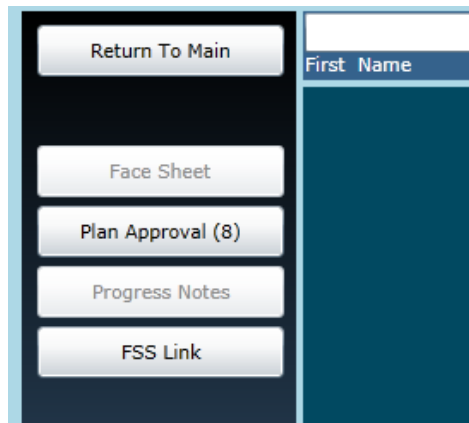 Return To Main
First Name
Face Sheet
Plan Approval (8)
Progress Notes
FSS Link